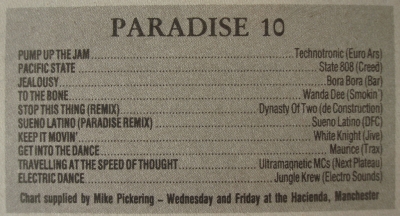 PARADISE 10
PUMP UP THE JAM Technotronic (Euro Ars)
PACIFIC STATE State 808 (Creed)
JEALOUSY Bora Bora (Bar)
TO THE BONE Wanda Dee (Smokin')
STOP THIS THING (REMIX) Dynasty Of Two (de Construction)
SUENO LATINO (PARADISE REMIX) Sueno Latino (DFC)
KEEP IT MOVIN' White Knight (Jive)
GET INTO THE DANCE Maurice (Trax)
TRAVELLING AT THE SPEED OF THOUGHT Ultramagnetic MCs (Next Plateau)
ELECTRIC DANCE Jungle Krew (Electro Sounds)
Chart supplied by Mike Pickering – Wednesday and Friday at the Hacienda, Manchester